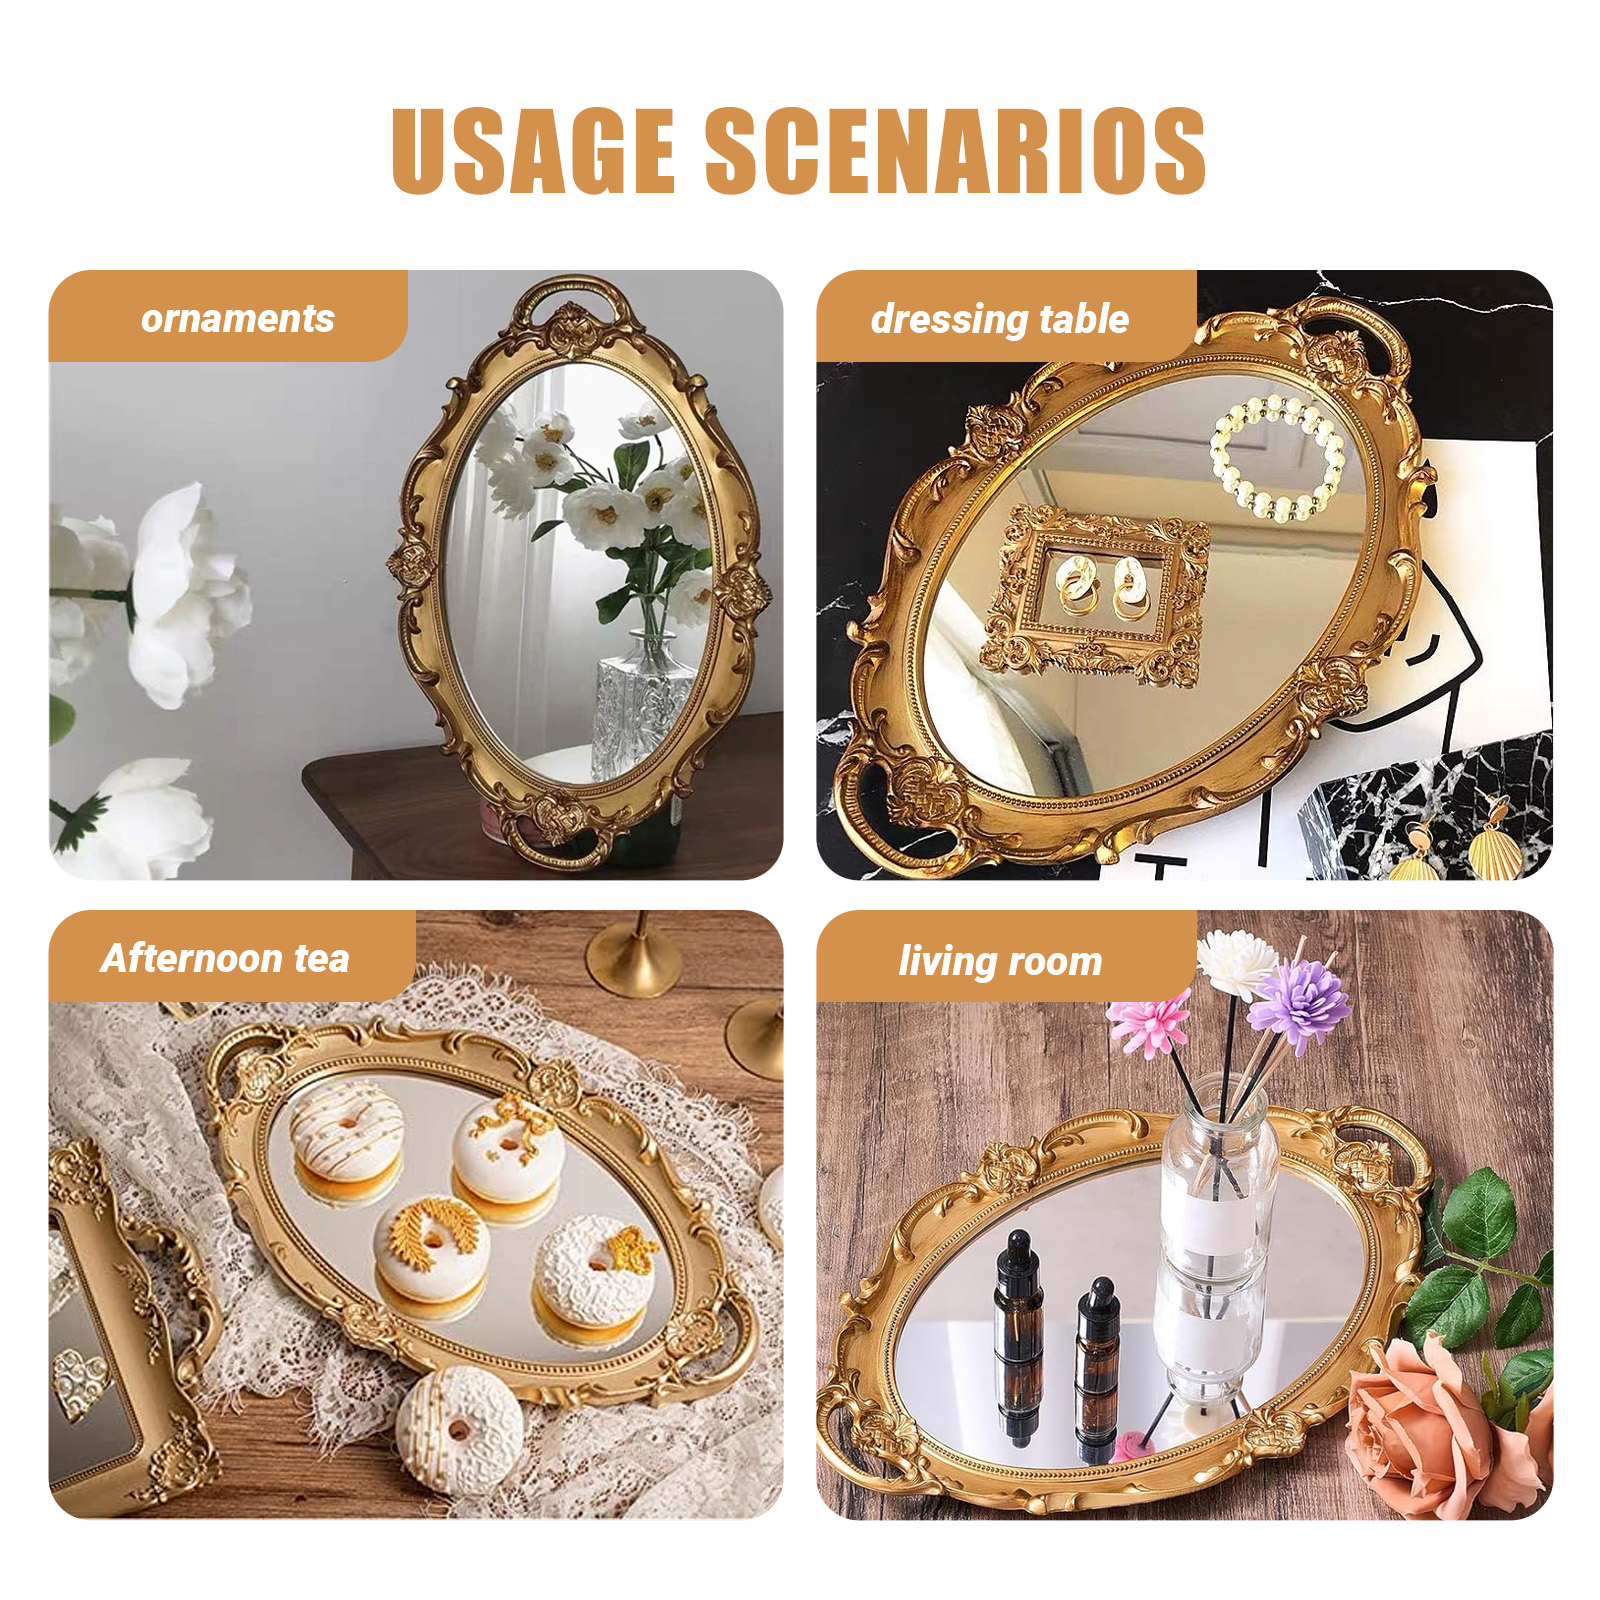 USAGE SCENARIOS
ornaments
dressing table
Afternoon tea
living room